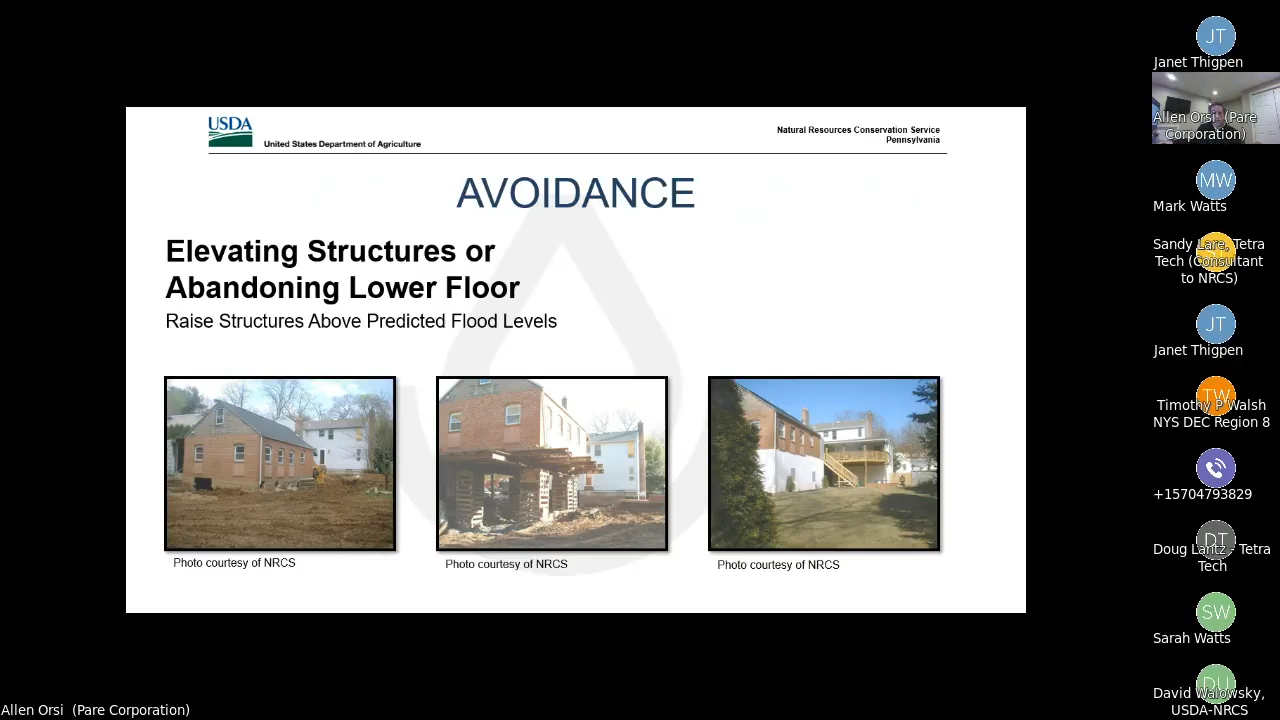 USDA
United States Department of Agriculture
Natural Resources Conservation Service
Pennsylvania
AVOIDANCE
Elevating Structures or
Abandoning Lower Floor
Raise Structures Above Predicted Flood Levels
Photo courtesy of NRCS
Photo courtesy of NRCS
Photo courtesy of NRCS
JT
Janet Thigpen
Allen Orsi (Pare
Corporation)
MW
Mark Watts
Sandy Lare, Tetra
Tech (Consultant
to NRCS)
JT
Janet Thigpen
TW
Timothy P Walsh
NYS DEC Region 8
+15704793829
DT
Doug Lantz - Tetra
Tech
SW
Sarah Watts
DU
David Walowsky,
USDA-NRCS
Allen Orsi (Pare Corporation)